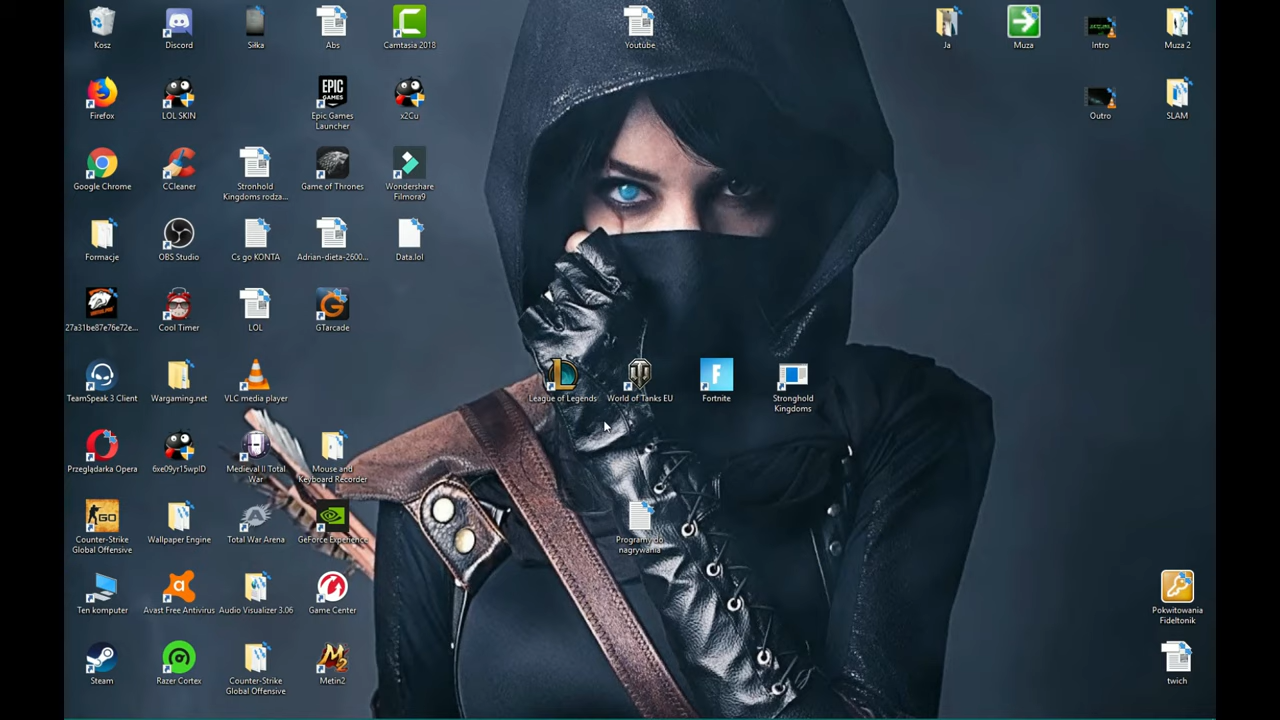 Kosz
Discord
Siłka
Abs
Camtasia 2018
Youtube
Ja
Muza
Intro
Muza 2
Firefox
LOL SKIN
EPIC
GAMES
Epic Games
Launcher
x2Cu
Outro
SLAM
Google Chrome
CCleaner
Stronhold
Kingdoms rodza...
Game of Thrones
Wondershare
Filmora9
Formacje
OBS Studio
Cs go KONTA
Adrian-dieta-2600...
Data.lol
27a31be87e76e72e...
Cool Timer
LOL
GTarcade
TeamSpeak 3 Client
Wargaming.net
VLC media player
League of Legends
World of Tanks EU
F
Fortnite
Stronghold
Kingdoms
Przeglądarka Opera
6xe09yr15wpID
Medieval II Total
War
Mouse and
Keyboard Recorder
GO
Counter-Strike
Global Offensive
Wallpaper Engine
Total War Arena
GeForce Experience
Programy do
nagrywania
Ten komputer
Avast Free Antivirus
Audio Visualizer 3.06
Game Center
Pokwitowania
Fideltonik
Steam
Razer Cortex
Counter-Strike
Global Offensive
Metin2
twich